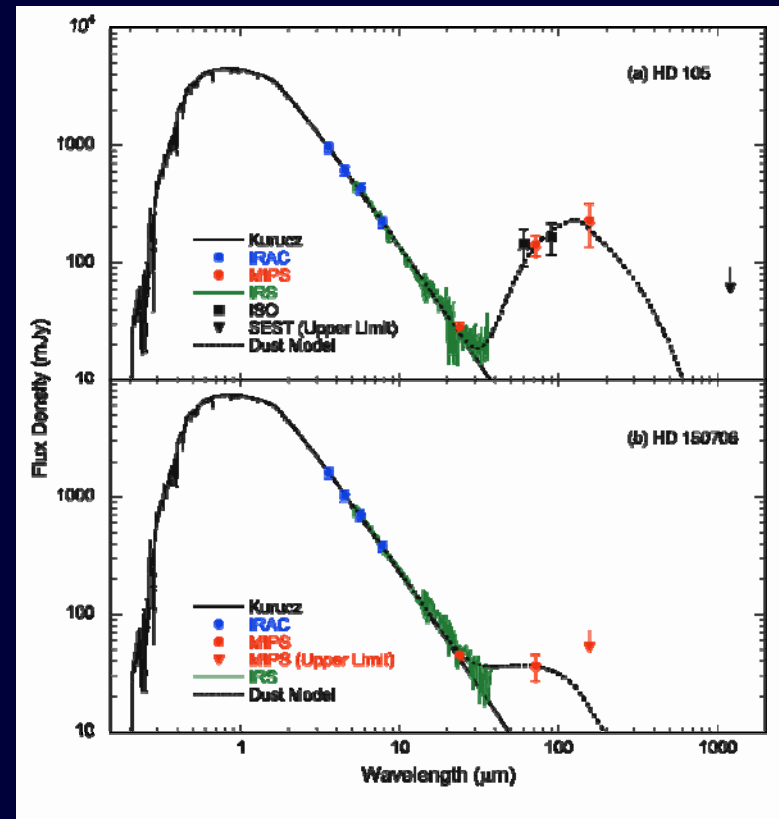 10⁴
(a) HD 105
1000
Kurucz
IRAC
MIPS
IRS
ISO
SEST (Upper Limit)
Dust Model
100
10
Flux Density (mJy)
(b) HD 150706
1000
Kurucz
IRAC
MIPS
MIPS (Upper Limit)
IRS
Dust Model
100
10
1 10 100 1000
Wavelength (μm)